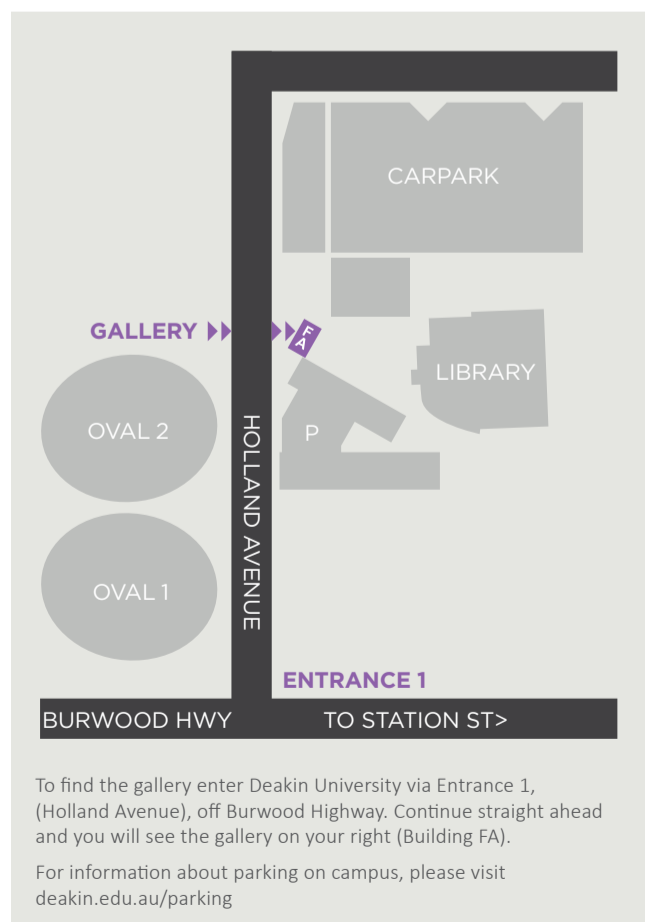 CARPARK
GALLERY
FA
LIBRARY
OVAL 2
P
HOLLAND AVENUE
OVAL 1
ENTRANCE 1
BURWOOD HWY
TO STATION ST>
To find the gallery enter Deakin University via Entrance 1,
(Holland Avenue), off Burwood Highway. Continue straight ahead
and you will see the gallery on your right (Building FA).
For information about parking on campus, please visit
deakin.edu.au/parking